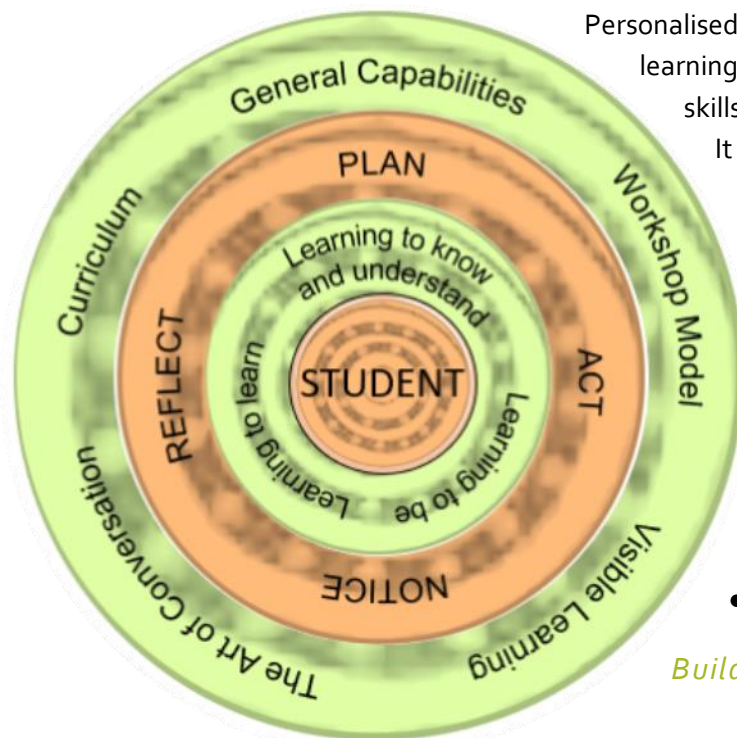 Personalised
learning
skills
It
General Capabilities
Curriculum
Workshop Model
PLAN
Learning to know
and understand
REFLECT
Learning to learn
STUDENT
ACT
Learning to be
NOTICE
The Art of Conversation
Visible Learning
•
Build